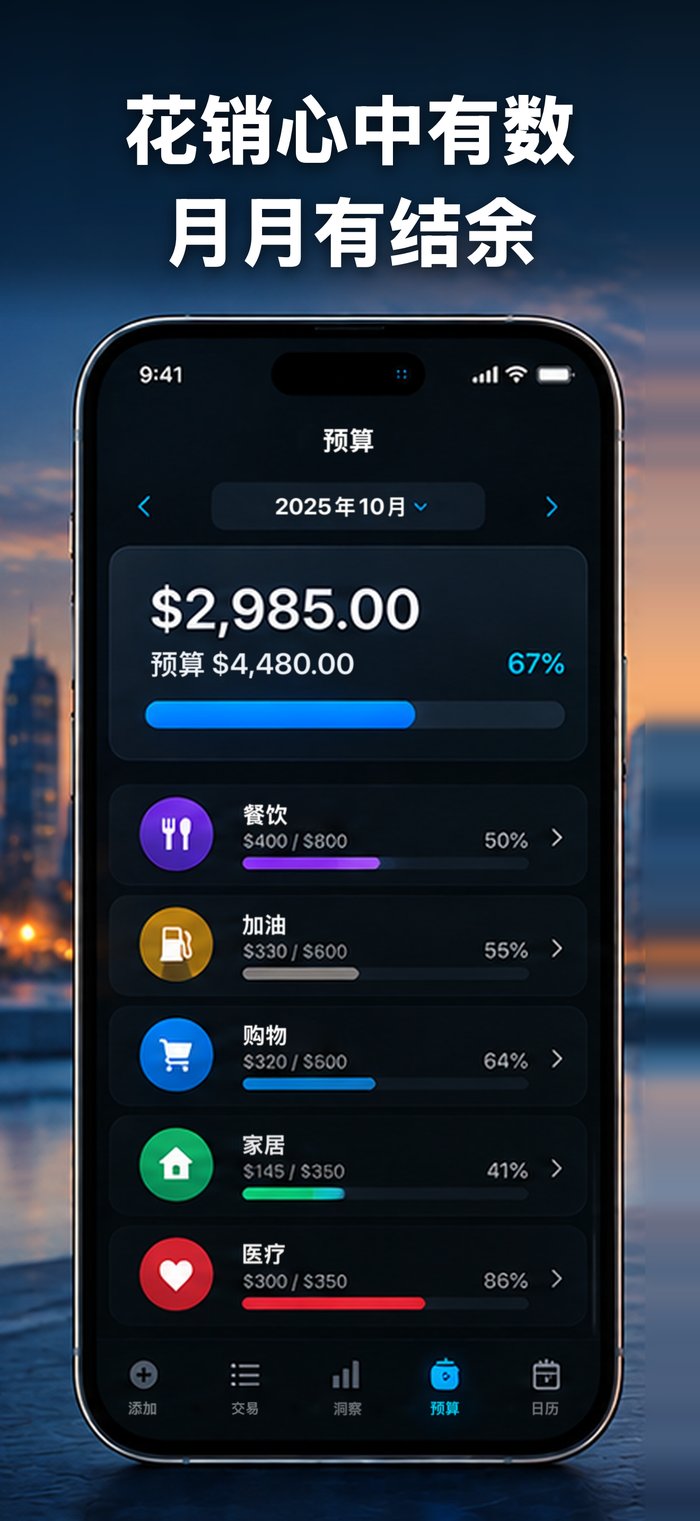 花销心中有数
月月有结余
9:41
预算
2025年10月
$2,985.00
预算 $4,480.00
67%
餐饮
$400 / $800
50%
加油
$330 / $600
55%
购物
$320 / $600
64%
家居
$145 / $350
41%
医疗
$300 / $350
86%
添加
交易
洞察
预算
日历